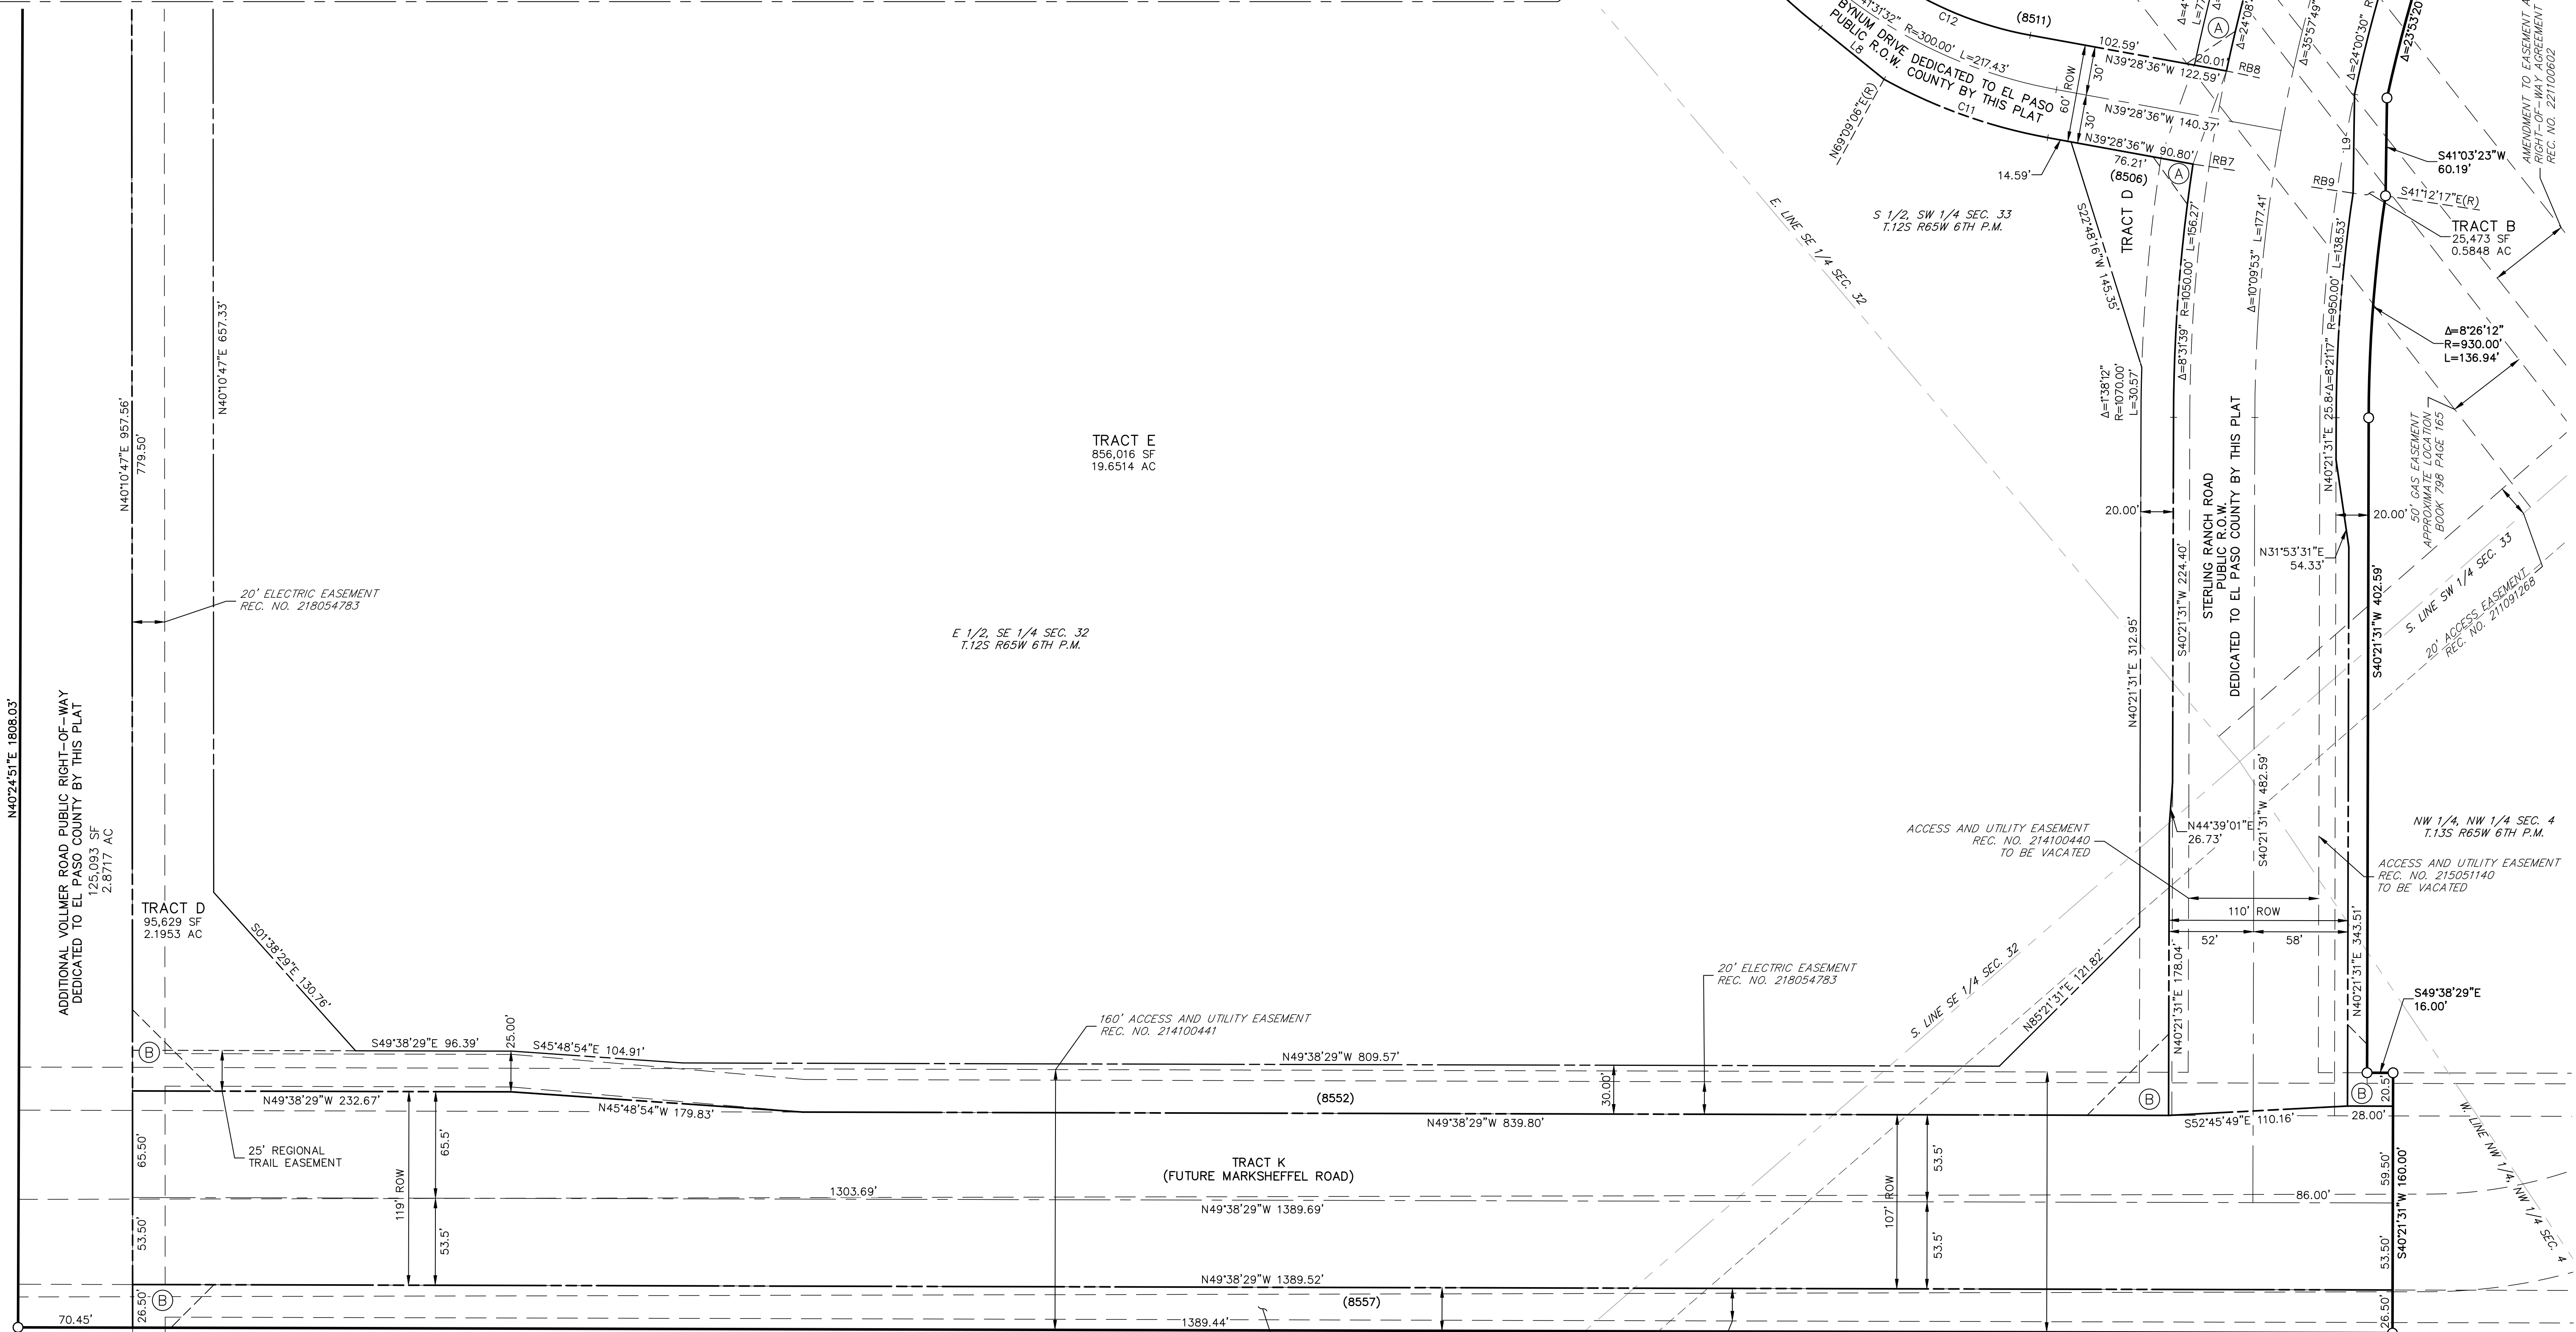 N40°24'51"E 1808.03'
ADDITIONAL VOLLMER ROAD PUBLIC RIGHT-OF-WAY
DEDICATED TO EL PASO COUNTY BY THIS PLAT
125,093 SF
2.8717 AC
N40°10'47"E 957.56'
779.50'
N40°10'47"E 657.33'
20' ELECTRIC EASEMENT
REC. NO. 218054783
TRACT D
95,629 SF
2.1953 AC
S01°38'29"E 130.76'
TRACT E
856,016 SF
19.6514 AC
E 1/2, SE 1/4 SEC. 32
T.12S R65W 6TH P.M.
E. LINE SE 1/4 SEC. 32
S 1/2, SW 1/4 SEC. 33
T.12S R65W 6TH P.M.
BYNUM DRIVE DEDICATED TO EL PASO
PUBLIC R.O.W. COUNTY BY THIS PLAT
R=300.00' L=217.43'
C12
(8511)
L8
C11
N69°09'06"E(R)
102.59'
N39°28'36"W 122.59'
20.01'
RB8
60' ROW
30'
30'
N39°28'36"W 140.37'
N39°28'36"W 90.80'
RB7
76.21'
(8506)
14.59'
A
A
TRACT D
S22°48'16"W 145.35'
Δ=1°38'12"
R=1070.00'
L=30.57'
Δ=8°31'39" R=1050.00' L=156.27'
Δ=10°09'53" L=177.41'
Δ=35°57'49"
Δ=24°00'30"
Δ=23°53'20"
L9
RB9
Δ=8°21'17" R=950.00' L=138.53'
S41°03'23"W
60.19'
S41°12'17"E(R)
TRACT B
25,473 SF
0.5848 AC
Δ=8°26'12"
R=930.00'
L=136.94'
RIGHT-OF-WAY AGREEMENT
REC. NO. 221100602
50' GAS EASEMENT
APPROXIMATE LOCATION
BOOK 798 PAGE 165
20.00'
20.00'
N31°53'31"E
54.33'
STERLING RANCH ROAD
PUBLIC R.O.W.
DEDICATED TO EL PASO COUNTY BY THIS PLAT
S40°21'31"W 224.40'
N40°21'31"E 312.95'
S40°21'31"W 402.59'
S40°21'31"W 482.59'
S. LINE SW 1/4 SEC. 33
20' ACCESS EASEMENT
REC. NO. 211091268
NW 1/4, NW 1/4 SEC. 4
T.13S R65W 6TH P.M.
ACCESS AND UTILITY EASEMENT
REC. NO. 214100440
TO BE VACATED
N44°39'01"E
26.73'
ACCESS AND UTILITY EASEMENT
REC. NO. 215051140
TO BE VACATED
110' ROW
52'
58'
N40°21'31"E 178.04'
N40°21'31"E 343.51'
S49°38'29"E
16.00'
S. LINE SE 1/4 SEC. 32
N85°21'31"E 121.82'
20' ELECTRIC EASEMENT
REC. NO. 218054783
160' ACCESS AND UTILITY EASEMENT
REC. NO. 214100441
S49°38'29"E 96.39'
25.00'
S45°48'54"E 104.91'
N49°38'29"W 809.57'
B
N49°38'29"W 232.67'
N45°48'54"W 179.83'
(8552)
30.00'
N49°38'29"W 839.80'
B
S52°45'49"E 110.16'
B
20.5'
28.00'
25' REGIONAL
TRAIL EASEMENT
65.50'
65.5'
119' ROW
TRACT K
(FUTURE MARKSHEFFEL ROAD)
1303.69'
N49°38'29"W 1389.69'
107' ROW
53.5'
53.5'
86.00'
59.50'
S40°21'31"W 160.00'
W. LINE NW 1/4, NW 1/4 SEC. 4
53.50'
53.5'
53.50'
N49°38'29"W 1389.52'
(8557)
B
26.50'
26.50'
70.45'
1389.44'